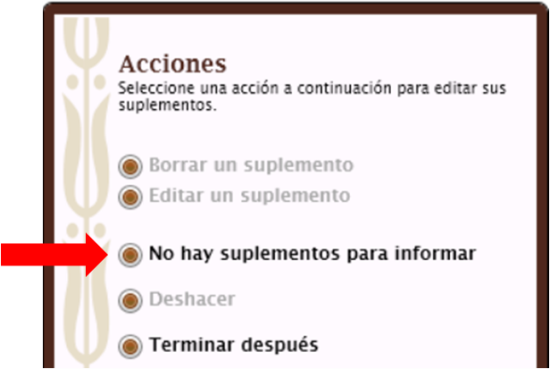 Acciones
Seleccione una acción a continuación para editar sus
suplementos.
Borrar un suplemento
Editar un suplemento
No hay suplementos para informar
Deshacer
Terminar después